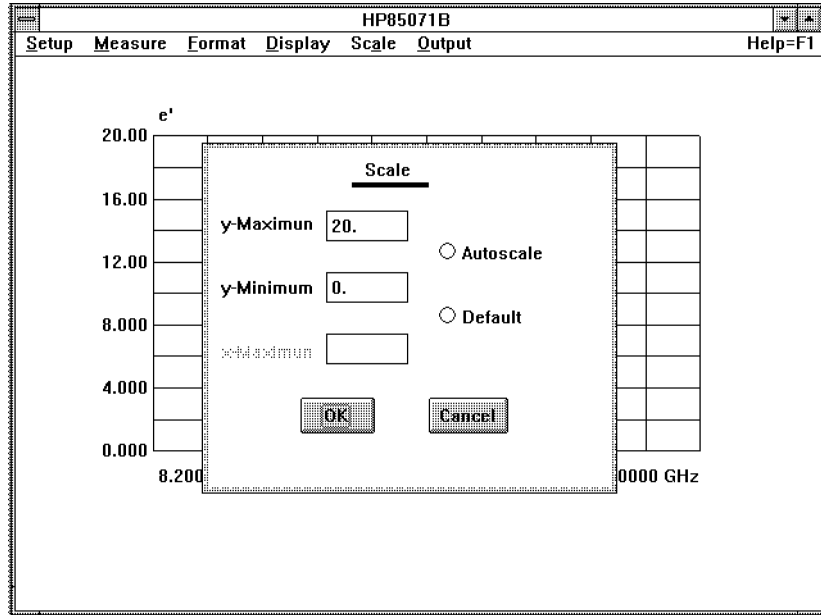 HP85071B
Setup Measure Format Display Scale Output Help=F1
e'
20.00
16.00
12.00
8.000
4.000
0.000
Scale
y-Maximun 20.
Autoscale
y-Minimum 0.
Default
x-Maximun
OK Cancel
8.200 0000 GHz